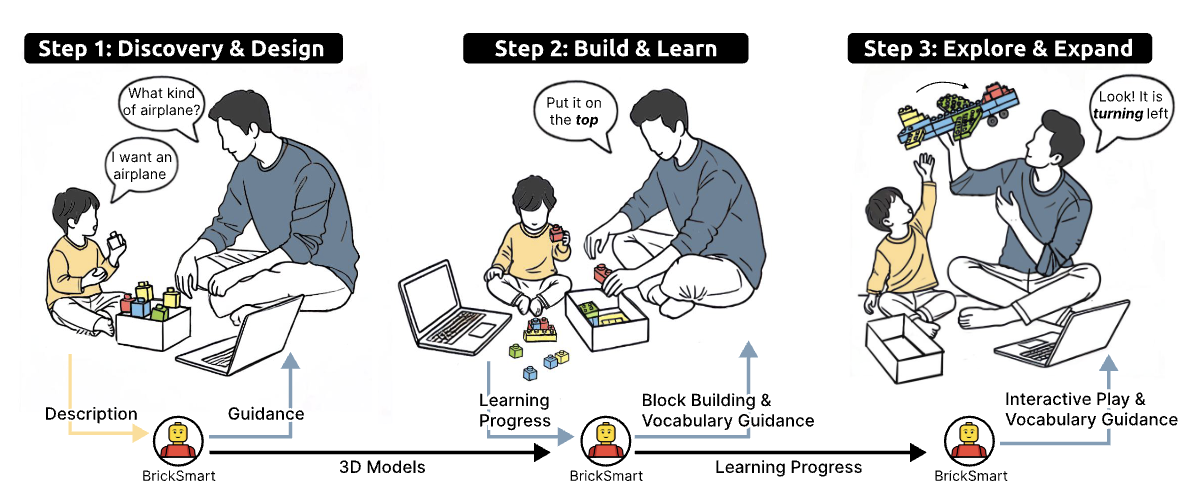 Step 1: Discovery & Design
What kind
of airplane?
I want an
airplane
Description
Guidance
BrickSmart
3D Models
Step 2: Build & Learn
Put it on
the top
Learning
Progress
Block Building &
Vocabulary Guidance
BrickSmart
Learning Progress
Step 3: Explore & Expand
Look! It is
turning left
Interactive Play &
Vocabulary Guidance
BrickSmart